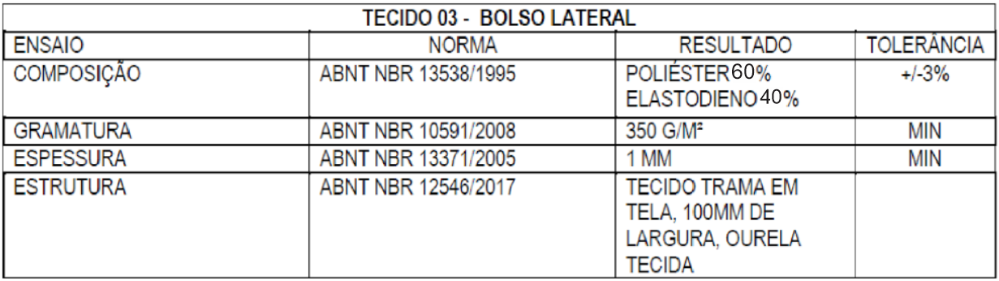 TECIDO 03 - BOLSO LATERAL
ENSAIO NORMA RESULTADO TOLERÂNCIA
COMPOSIÇÃO ABNT NBR 13538/1995 POLIÉSTER60% +/-3%
ELASTODIENO40%
GRAMATURA ABNT NBR 10591/2008 350 G/M² MIN
ESPESSURA ABNT NBR 13371/2005 1 MM MIN
ESTRUTURA ABNT NBR 12546/2017 TECIDO TRAMA EM
TELA, 100MM DE
LARGURA, OURELA
TECIDA